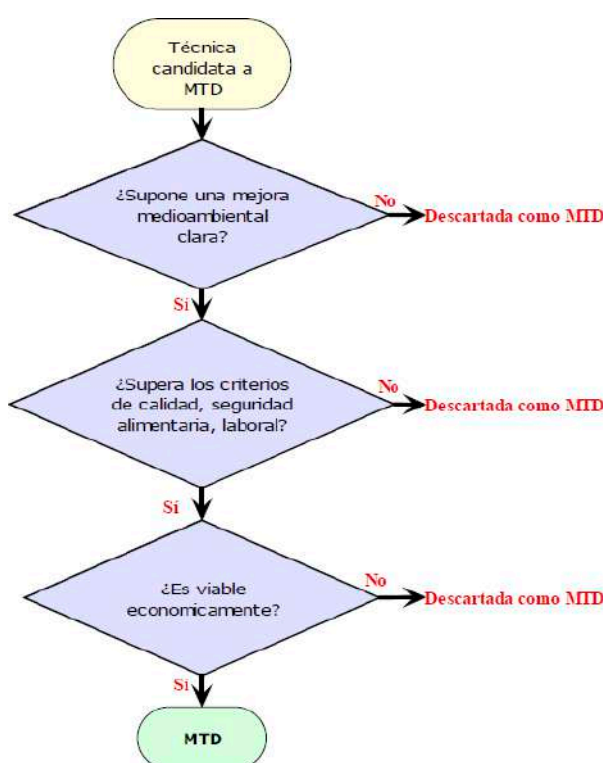 Técnica
candidata a
MTD
¿Supone una mejora
medioambiental
clara?
No
Descartada como MTD
Sí
¿Supera los criterios
de calidad, seguridad
alimentaria, laboral?
No
Descartada como MTD
Sí
¿Es viable
economicamente?
No
Descartada como MTD
Sí
MTD